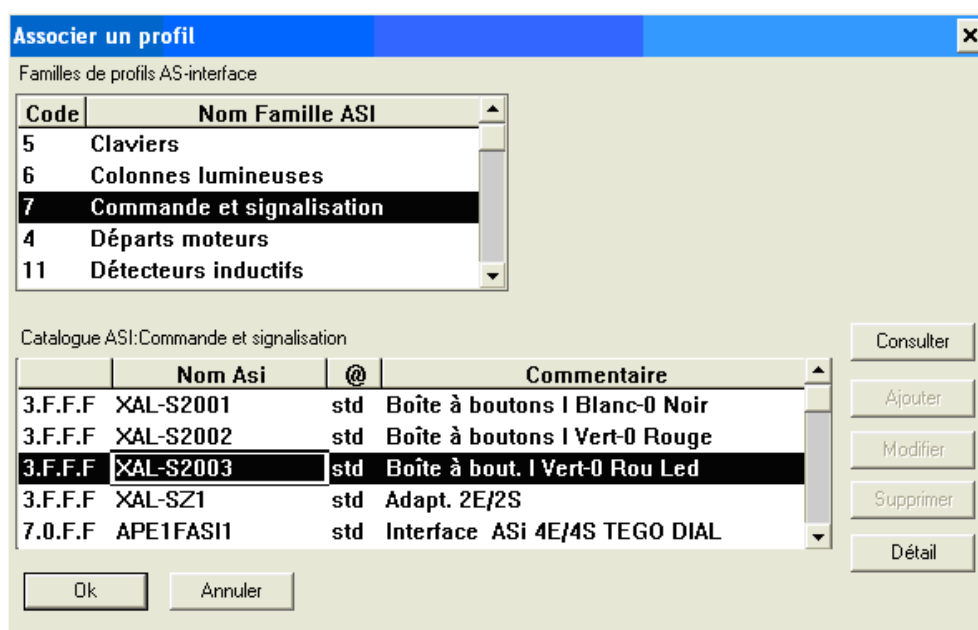 Associer un profil
Familles de profils AS-interface
Code Nom Famille ASI
5 Claviers
6 Colonnes lumineuses
7 Commande et signalisation
4 Départs moteurs
11 Détecteurs inductifs
Catalogue ASI:Commande et signalisation
Consulter
Nom Asi @ Commentaire
3.F.F.F XAL-S2001 std Boîte à boutons I Blanc-0 Noir
Ajouter
3.F.F.F XAL-S2002 std Boîte à boutons I Vert-0 Rouge
Modifier
3.F.F.F XAL-S2003 std Boîte à bout. I Vert-0 Rou Led
3.F.F.F XAL-SZ1 std Adapt. 2E/2S
Supprimer
7.0.F.F APE1FASI1 std Interface ASi 4E/4S TEGO DIAL
Détail
Ok Annuler